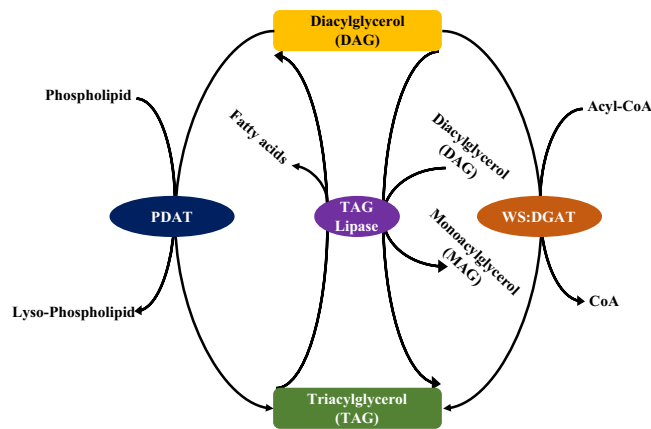 Diacylglycerol
(DAG)
Phospholipid
Acyl-CoA
Fatty acids
Diacylglycerol
(DAG)
PDAT
TAG
Lipase
WS:DGAT
Monoacylglycerol
(MAG)
Lyso-Phospholipid
CoA
Triacylglycerol
(TAG)